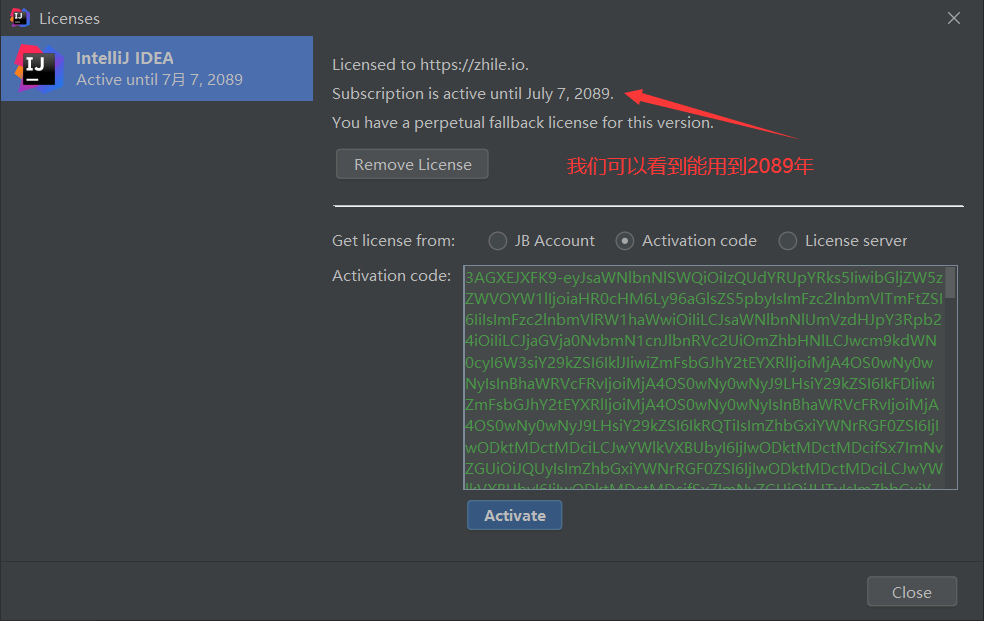 Licenses
IJ
IntelliJ IDEA
Active until 7月 7, 2089
Licensed to https://zhile.io.
Subscription is active until July 7, 2089.
You have a perpetual fallback license for this version.
Remove License
我们可以看到能用到2089年
Get license from:
JB Account
Activation code
License server
Activation code:
3AGXEJXFK9-eyJsaWNlbnNlSWQiOiIzQUdYRUpYRks5IiwibGljZW5z
ZWVOYW1lIjoiaHR0cHM6Ly96aGlsZS5pbyIsImFzc2lnbmVlTmFtZSI
6IiIsImFzc2lnbmVlRW1haWwiOiIiLCJsaWNlbnNlUmVzdHJpY3Rpb2
4iOiIiLCJjaGVja0NvbmN1cnJlbnRVc2UiOmZhbHNlLCJwcm9kdWN
0cyI6W3siY29kZSI6IklJIiwiZmFsbGJhY2tEYXRlIjoiMjA4OS0wNy0w
NyIsInBhaWRVcFRvIjoiMjA4OS0wNy0wNyJ9LHsiY29kZSI6IkFDIiwi
ZmFsbGJhY2tEYXRlIjoiMjA4OS0wNy0wNyIsInBhaWRVcFRvIjoiMjA
4OS0wNy0wNyJ9LHsiY29kZSI6IkRQTiIsImZhbGxiYWNrRGF0ZSI6IjI
wODktMDctMDciLCJwYWlkVXBUbyI6IjIwODktMDctMDcifSx7ImNv
ZGUiOiJQUyIsImZhbGxiYWNrRGF0ZSI6IjIwODktMDctMDciLCJwYW
Activate
Close